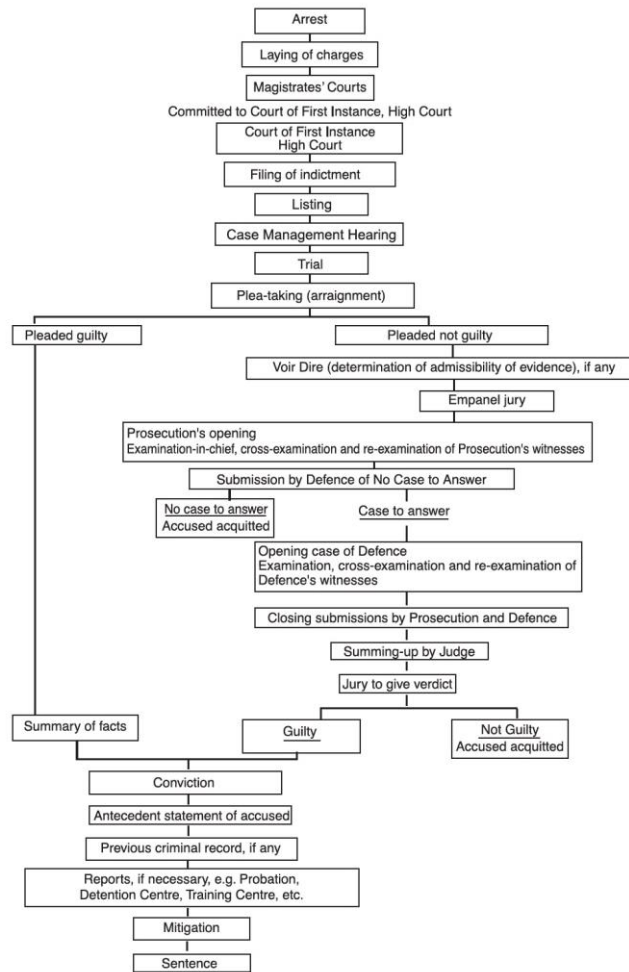 Arrest
Laying of charges
Magistrates' Courts
Committed to Court of First Instance, High Court
Court of First Instance
High Court
Filing of indictment
Listing
Case Management Hearing
Trial
Plea-taking (arraignment)
Pleaded guilty
Pleaded not guilty
Voir Dire (determination of admissibility of evidence), if any
Empanel jury
Prosecution's opening
Examination-in-chief, cross-examination and re-examination of Prosecution's witnesses
Submission by Defence of No Case to Answer
No case to answer
Accused acquitted
Case to answer
Opening case of Defence
Examination, cross-examination and re-examination of
Defence's witnesses
Closing submissions by Prosecution and Defence
Summing-up by Judge
Jury to give verdict
Summary of facts
Guilty
Not Guilty
Accused acquitted
Conviction
Antecedent statement of accused
Previous criminal record, if any
Reports, if necessary, e.g. Probation,
Detention Centre, Training Centre, etc.
Mitigation
Sentence